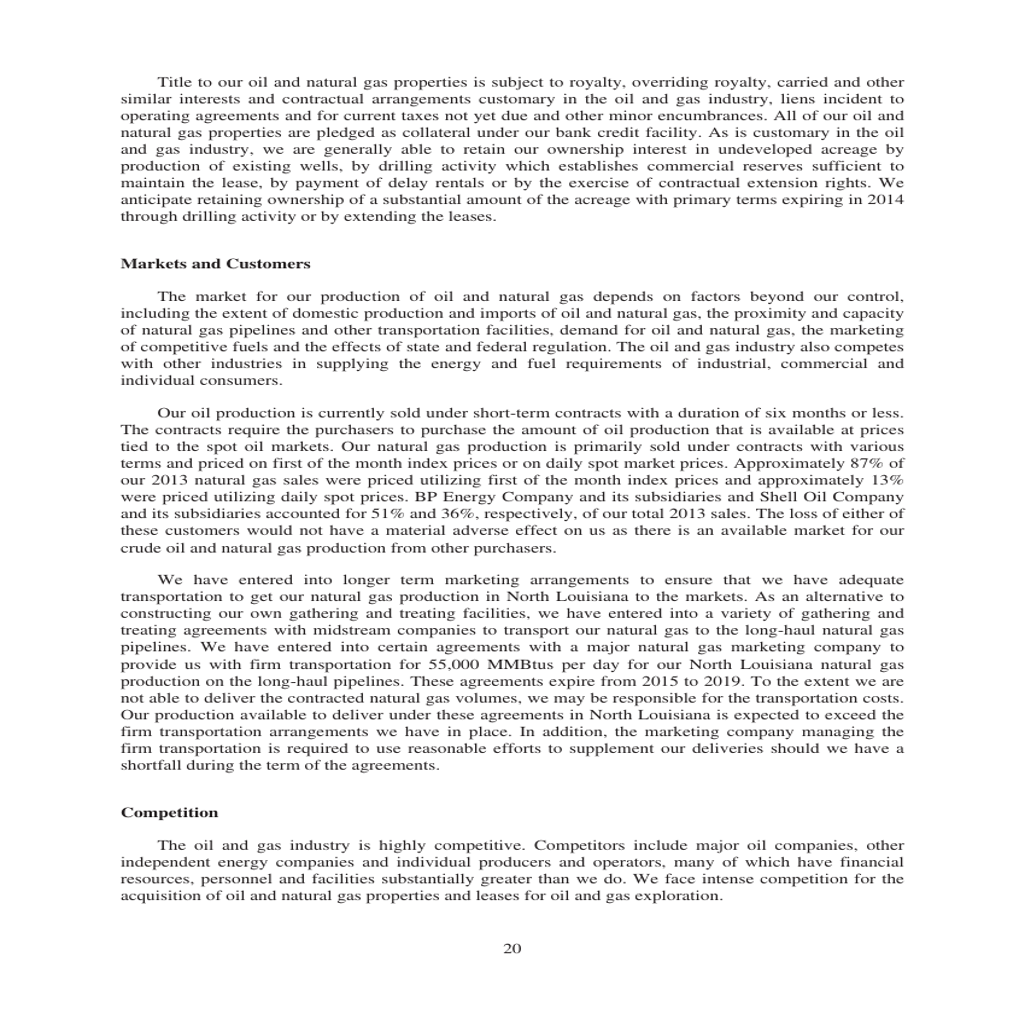 Title to our oil and natural gas properties is subject to royalty, overriding royalty, carried and other
similar interests and contractual arrangements customary in the oil and gas industry, liens incident to
operating agreements and for current taxes not yet due and other minor encumbrances. All of our oil and
natural gas properties are pledged as collateral under our bank credit facility. As is customary in the oil
and gas industry, we are generally able to retain our ownership interest in undeveloped acreage by
production of existing wells, by drilling activity which establishes commercial reserves sufficient to
maintain the lease, by payment of delay rentals or by the exercise of contractual extension rights. We
anticipate retaining ownership of a substantial amount of the acreage with primary terms expiring in 2014
through drilling activity or by extending the leases.
Markets and Customers
The market for our production of oil and natural gas depends on factors beyond our control,
including the extent of domestic production and imports of oil and natural gas, the proximity and capacity
of natural gas pipelines and other transportation facilities, demand for oil and natural gas, the marketing
of competitive fuels and the effects of state and federal regulation. The oil and gas industry also competes
with other industries in supplying the energy and fuel requirements of industrial, commercial and
individual consumers.
Our oil production is currently sold under short-term contracts with a duration of six months or less.
The contracts require the purchasers to purchase the amount of oil production that is available at prices
tied to the spot oil markets. Our natural gas production is primarily sold under contracts with various
terms and priced on first of the month index prices or on daily spot market prices. Approximately 87% of
our 2013 natural gas sales were priced utilizing first of the month index prices and approximately 13%
were priced utilizing daily spot prices. BP Energy Company and its subsidiaries and Shell Oil Company
and its subsidiaries accounted for 51% and 36%, respectively, of our total 2013 sales. The loss of either of
these customers would not have a material adverse effect on us as there is an available market for our
crude oil and natural gas production from other purchasers.
We have entered into longer term marketing arrangements to ensure that we have adequate
transportation to get our natural gas production in North Louisiana to the markets. As an alternative to
constructing our own gathering and treating facilities, we have entered into a variety of gathering and
treating agreements with midstream companies to transport our natural gas to the long-haul natural gas
pipelines. We have entered into certain agreements with a major natural gas marketing company to
provide us with firm transportation for 55,000 MMBtus per day for our North Louisiana natural gas
production on the long-haul pipelines. These agreements expire from 2015 to 2019. To the extent we are
not able to deliver the contracted natural gas volumes, we may be responsible for the transportation costs.
Our production available to deliver under these agreements in North Louisiana is expected to exceed the
firm transportation arrangements we have in place. In addition, the marketing company managing the
firm transportation is required to use reasonable efforts to supplement our deliveries should we have a
shortfall during the term of the agreements.
Competition
The oil and gas industry is highly competitive. Competitors include major oil companies, other
independent energy companies and individual producers and operators, many of which have financial
resources, personnel and facilities substantially greater than we do. We face intense competition for the
acquisition of oil and natural gas properties and leases for oil and gas exploration.
20